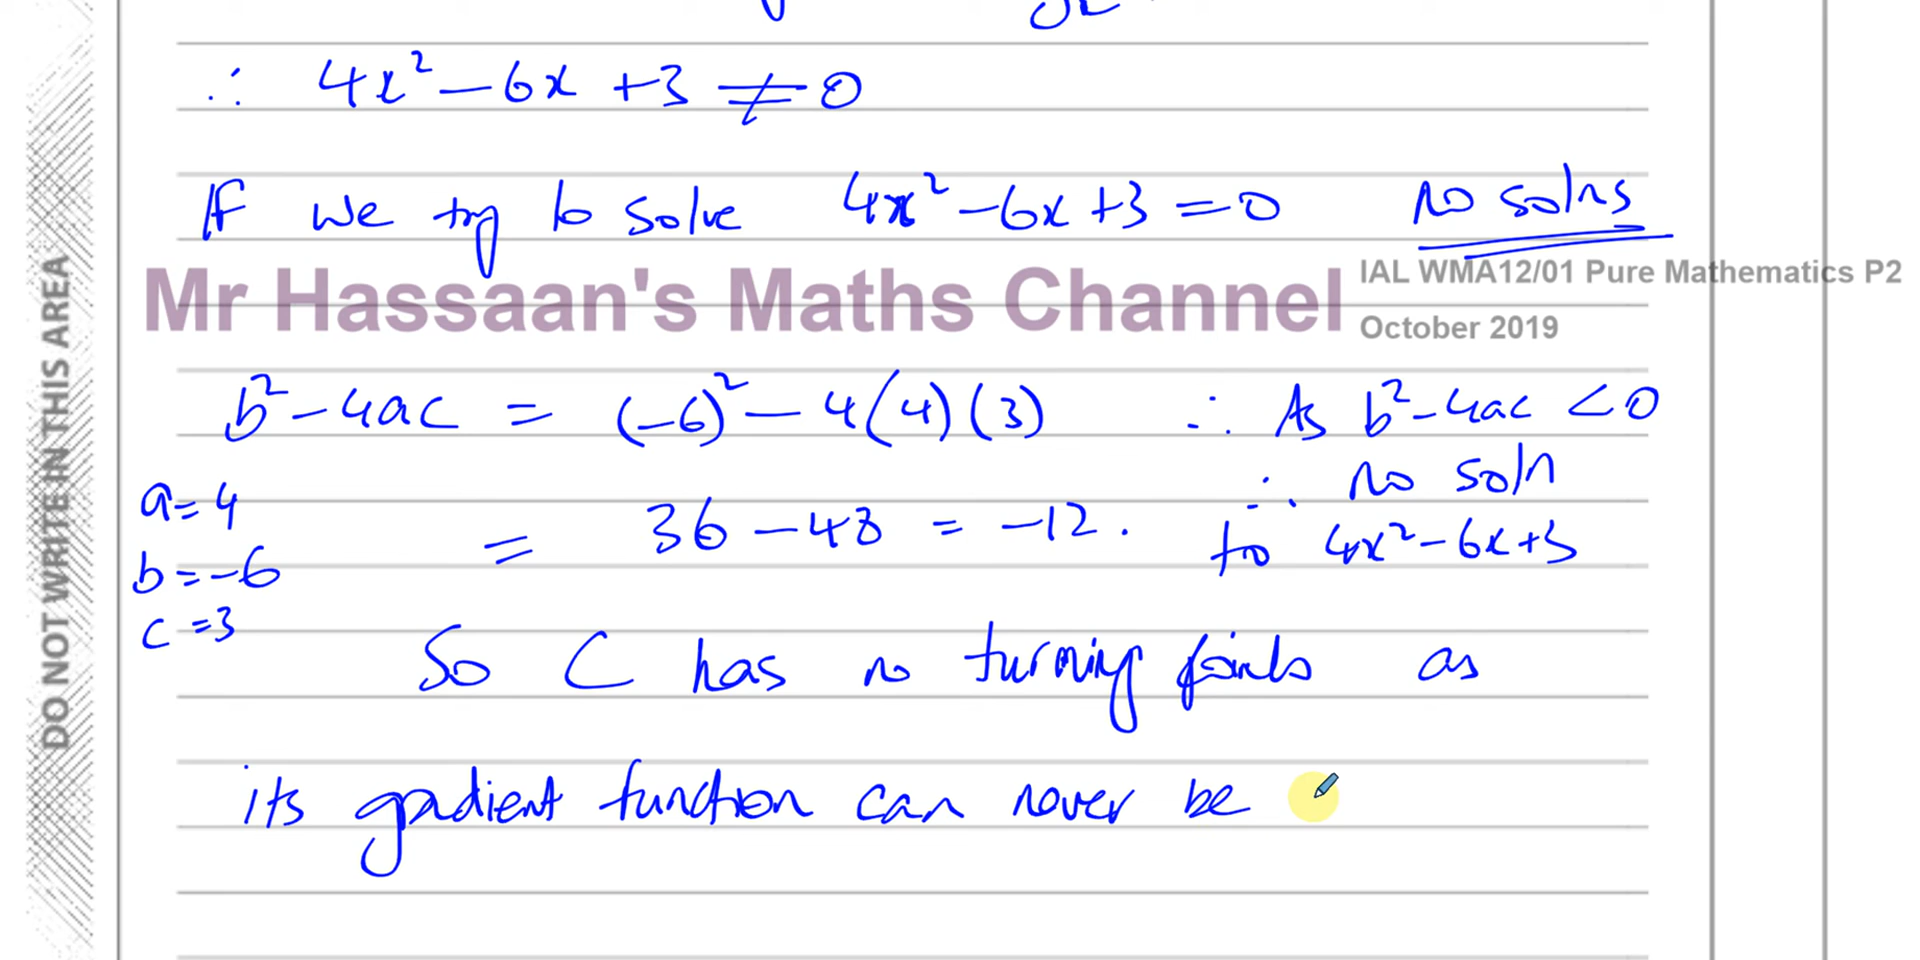 ∴ 4x² - 6x + 3 ≠ 0
If we try to solve 4x² - 6x + 3 = 0 no solns
Mr Hassaan's Maths Channel
IAL WMA12/01 Pure Mathematics P2
October 2019
b² - 4ac = (-6)² - 4(4)(3) ∴ As b² - 4ac < 0
∴ no soln
a = 4
= 36 - 48 = -12. to 4x² - 6x + 3
b = -6
c = 3
So C has no turning points as
its gradient function can never be
DO NOT WRITE IN THIS AREA